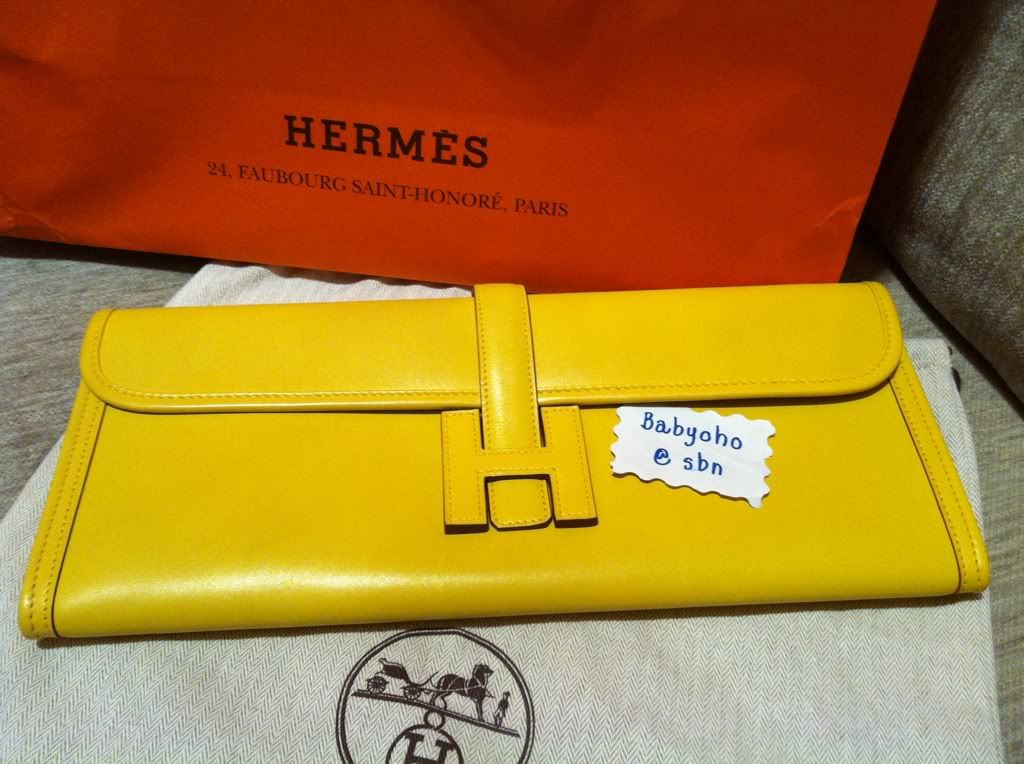 HERMÈS
24, FAUBOURG SAINT-HONORÉ, PARIS
H
Babyoho
@ sbn
H